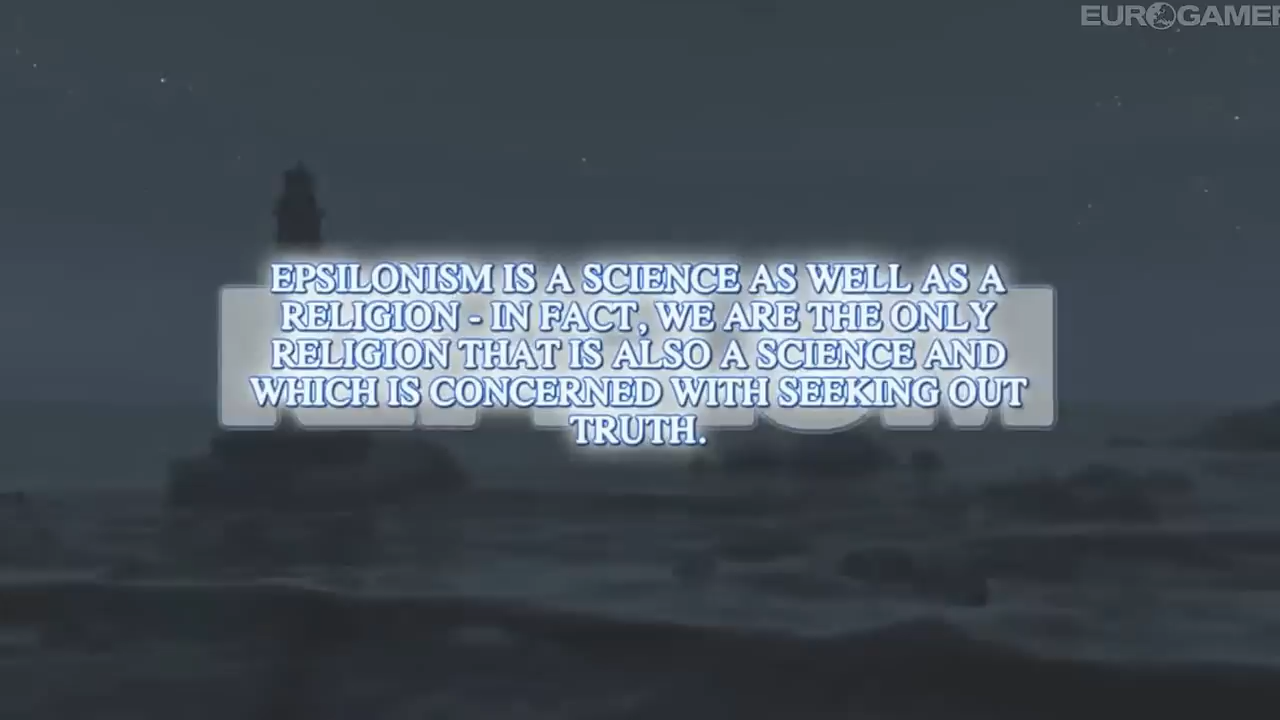 EUROGAMER
EPSILONISM IS A SCIENCE AS WELL AS A
RELIGION - IN FACT, WE ARE THE ONLY
RELIGION THAT IS ALSO A SCIENCE AND
WHICH IS CONCERNED WITH SEEKING OUT
TRUTH.